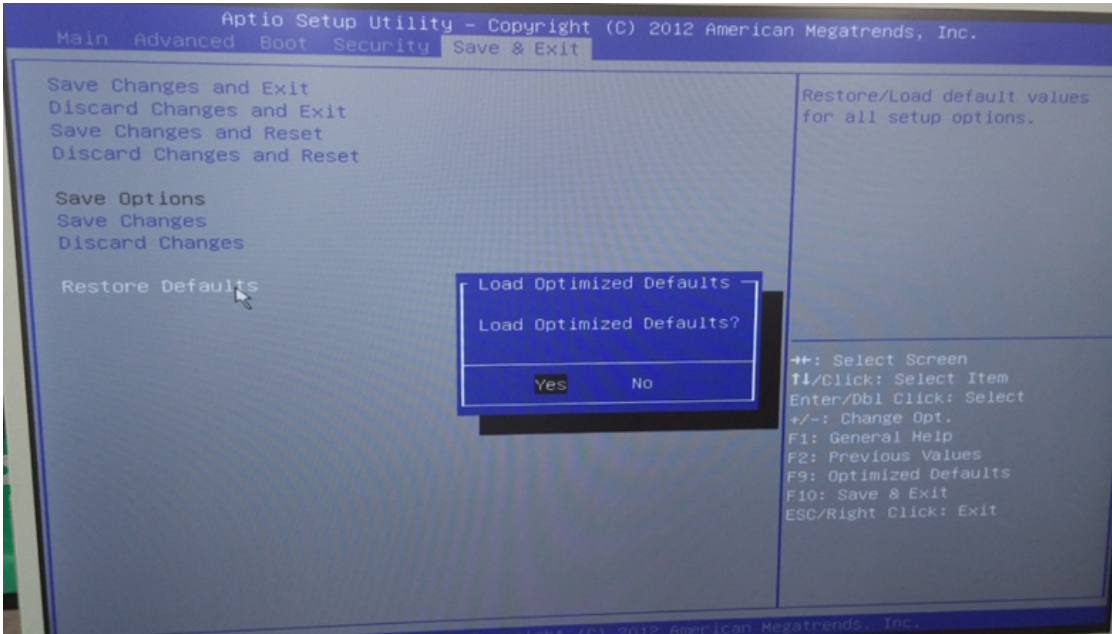 Aptio Setup Utility – Copyright (C) 2012 American Megatrends, Inc.
Main Advanced Boot Security Save & Exit
Save Changes and Exit
Discard Changes and Exit
Save Changes and Reset
Discard Changes and Reset
Save Options
Save Changes
Discard Changes
Restore Defaults
Restore/Load default values
for all setup options.
Load Optimized Defaults
Load Optimized Defaults?
Yes No
→←: Select Screen
↑↓/Click: Select Item
Enter/Dbl Click: Select
+/-: Change Opt.
F1: General Help
F2: Previous Values
F9: Optimized Defaults
F10: Save & Exit
ESC/Right Click: Exit
(C) 2012 American Megatrends, Inc.